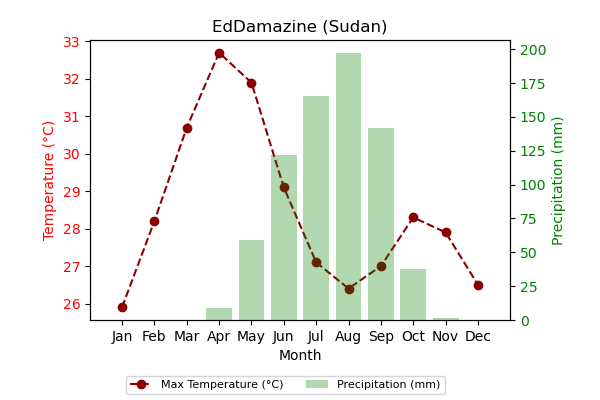 EdDamazine (Sudan)
33
32
31
30
29
28
27
26
Temperature (°C)
200
175
150
125
100
75
50
25
0
Precipitation (mm)
Jan Feb Mar Apr May Jun Jul Aug Sep Oct Nov Dec
Month
Max Temperature (°C) Precipitation (mm)